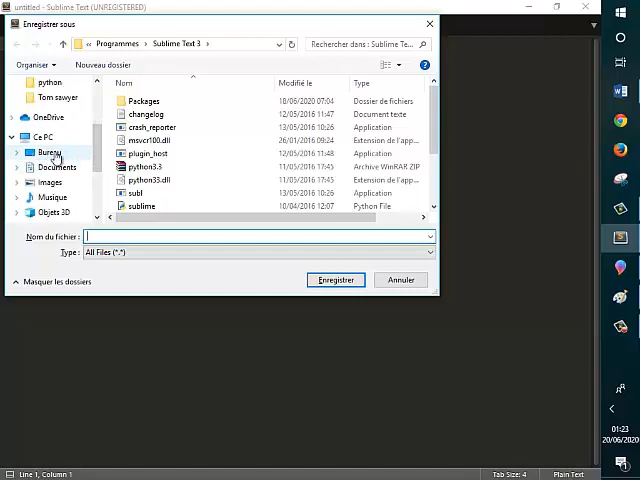 untitled - Sublime Text (UNREGISTERED)
Enregistrer sous
« Programmes > Sublime Text 3 >
Rechercher dans : Sublime Te...
Organiser
Nouveau dossier
python
Tom sawyer
OneDrive
Ce PC
Bureau
Documents
Images
Musique
Objets 3D
Nom Modifié le Type
Packages 18/06/2020 07:04 Dossier de fichiers
changelog 13/05/2016 11:47 Document texte
crash_reporter 13/05/2016 10:26 Application
msvcr100.dll 26/01/2016 09:24 Extension de l'appa
plugin_host 12/05/2016 11:48 Application
python3.3 11/05/2016 17:45 Archive WinRAR ZIP
python33.dll 11/05/2016 17:45 Extension de l'appa
subl 13/05/2016 10:26 Application
sublime 10/04/2016 12:07 Python File
Nom du fichier :
Type : All Files (*.*)
Masquer les dossiers
Enregistrer
Annuler
Line 1, Column 1
Tab Size: 4
Plain Text
01:23
20/06/2020